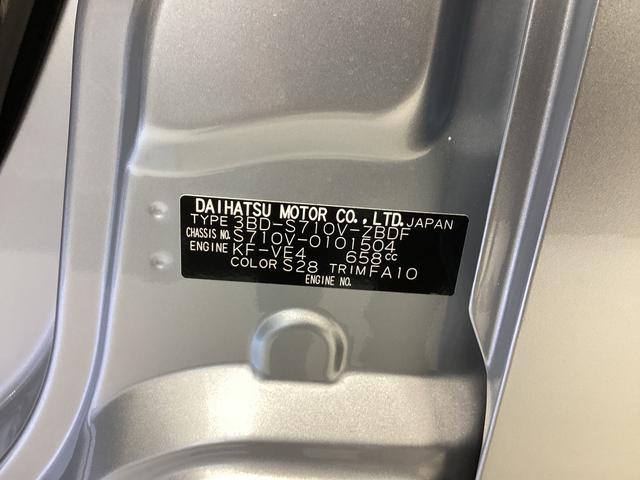 DAIHATSU MOTOR CO.,LTD. JAPAN
TYPE 3BD-S710V-ZBDF
CHASSIS NO. S710V-0101504
ENGINE KF-VE4 658cc
COLOR S28 TRIM FA10
ENGINE NO.